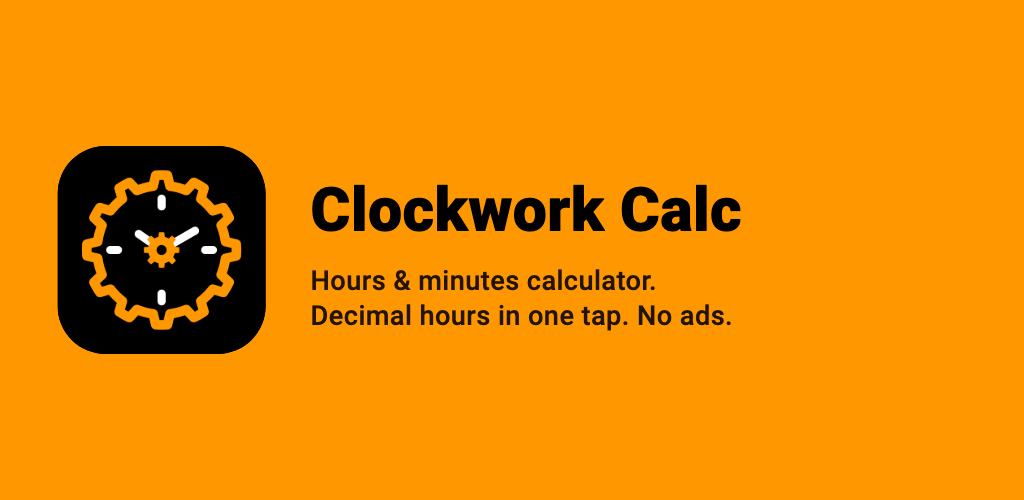 Clockwork Calc
Hours & minutes calculator.
Decimal hours in one tap. No ads.